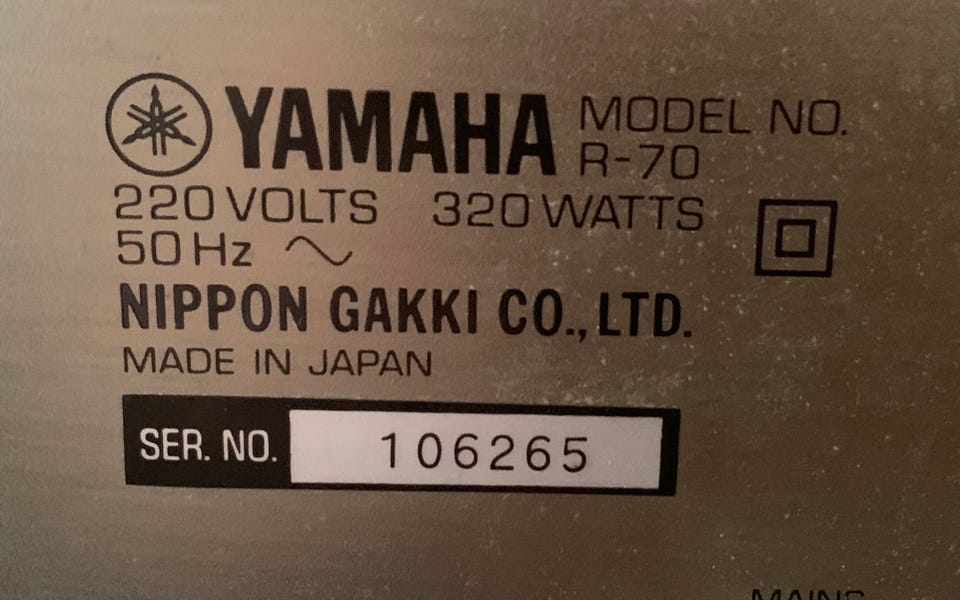 YAMAHA MODEL NO.
R-70
220 VOLTS 320 WATTS
50 Hz ~
NIPPON GAKKI CO., LTD.
MADE IN JAPAN
SER. NO. 106265
MAINS